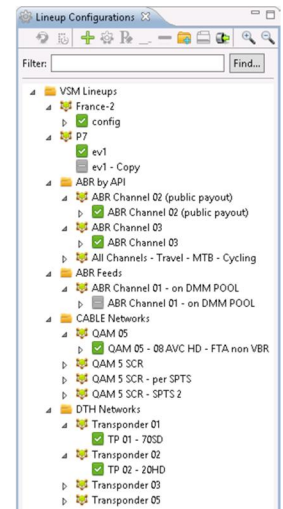 Lineup Configurations
Filter:
Find...
VSM Lineups
France-2
config
P7
ev1
ev1 - Copy
ABR by API
ABR Channel 02 (public payout)
ABR Channel 02 (public payout)
ABR Channel 03
ABR Channel 03
All Channels - Travel - MTB - Cycling
ABR Feeds
ABR Channel 01 - on DMM POOL
ABR Channel 01 - on DMM POOL
CABLE Networks
QAM 05
QAM 05 - 08 AVC HD - FTA non VBR
QAM 5 SCR
QAM 5 SCR - per SPTS
QAM 5 SCR - SPTS 2
DTH Networks
Transponder 01
TP 01 - 70SD
Transponder 02
TP 02 - 20HD
Transponder 03
Transponder 05